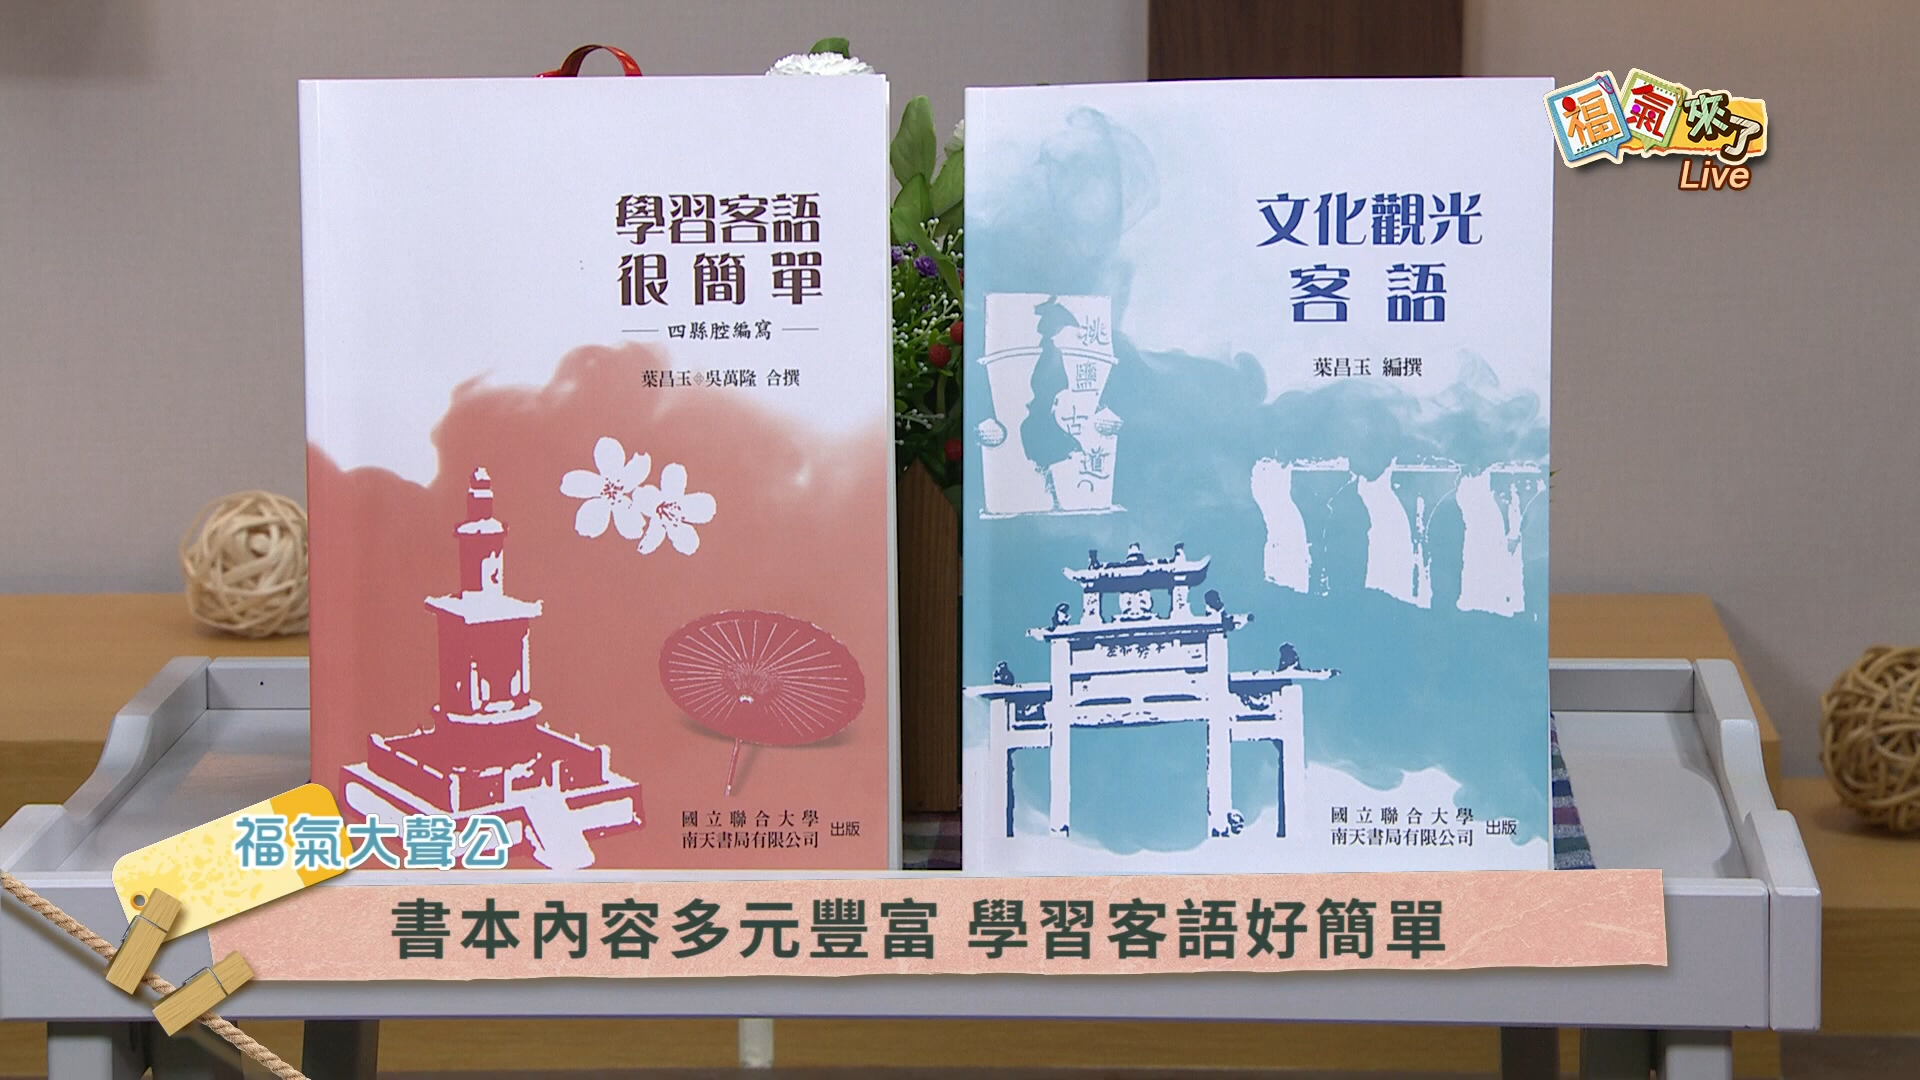 福氣來了
Live
學習客語
很簡單
四縣腔編寫
葉昌玉 吳萬隆 合撰
國立聯合大學
南天書局有限公司
出版
文化觀光
客語
葉昌玉 編撰
挑鹽古道
國立聯合大學
南天書局有限公司
出版
福氣大聲公
書本內容多元豐富 學習客語好簡單